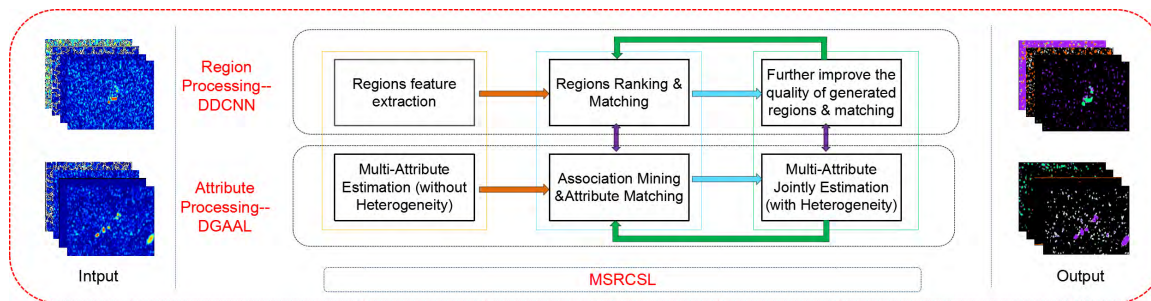 Region
Processing--
DDCNN
Regions feature
extraction
Regions Ranking &
Matching
Further improve the
quality of generated
regions & matching
Attribute
Processing--
DGAAL
Multi-Attribute
Estimation (without
Heterogeneity)
Association Mining
&Attribute Matching
Multi-Attribute
Jointly Estimation
(with Heterogeneity)
Intput
MSRCSL
Output